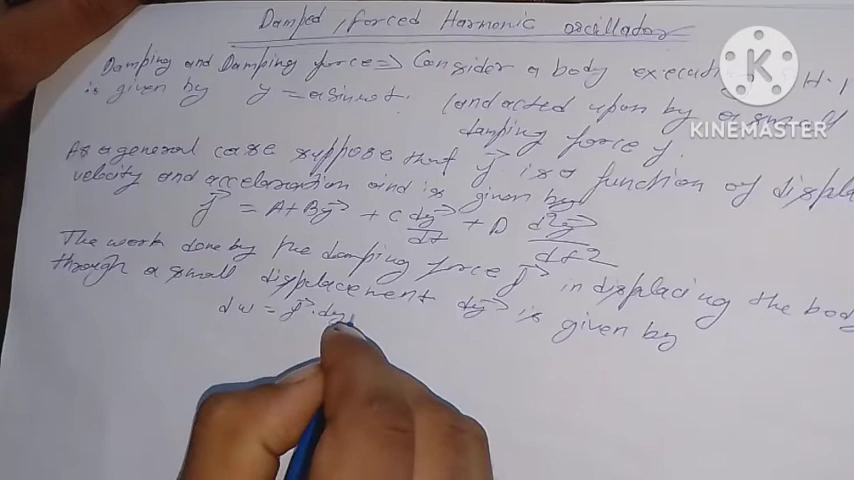 Damped, forced Harmonic oscillator
Damping and Damping force => Consider a body executing S.H.M
is given by y = a sin wt. (and acted upon by a small
damping force f.
As a general case suppose that f is a function of displa
velocity and accelaration and is given by
f = A + By + C dy/dt + D d²y/dt2
The work done by the damping force f in displacing the body
through a small displacement dy is given by
dw = f . dy
K
KINEMASTER